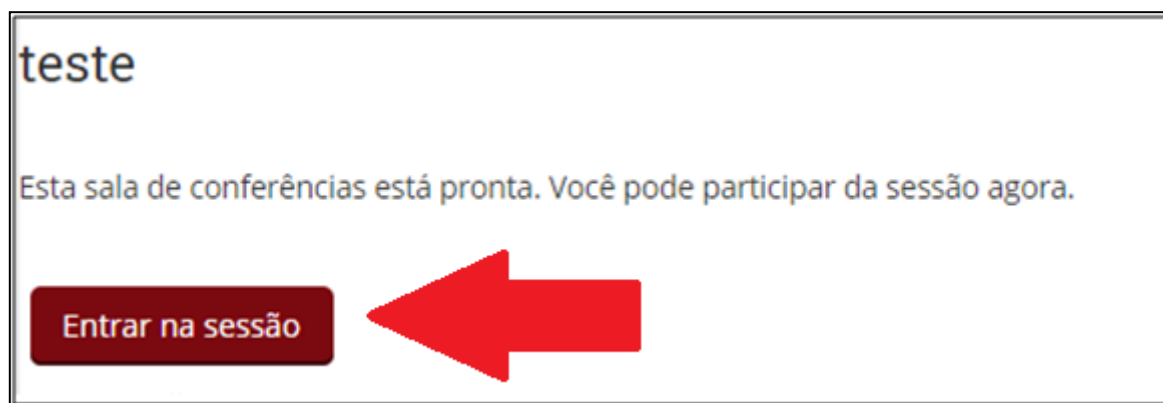 teste
Esta sala de conferências está pronta. Você pode participar da sessão agora.
Entrar na sessão